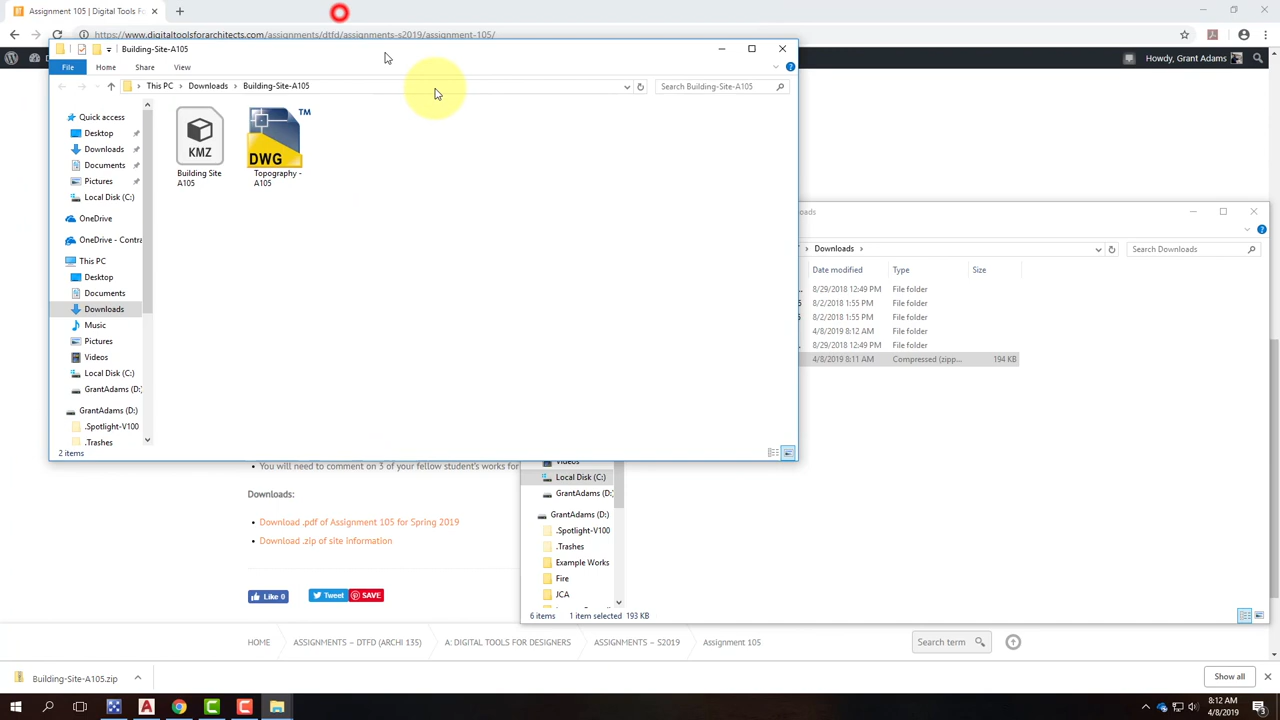 Assignment 105 | Digital Tools f
https://www.digitaltoolsforarchitects.com/assignments/dtfd/assignments-s2019/assignment-105/
Howdy, Grant Adams
Building-Site-A105
File Home Share View
This PC Downloads Building-Site-A105
Search Building-Site-A105
Quick access
Desktop
Documents
Downloads
Pictures
Local Disk (C:)
OneDrive
OneDrive - Contra
This PC
Desktop
Documents
Downloads
Music
Pictures
Videos
Local Disk (C:)
GrantAdams (D:)
GrantAdams (D:)
.Spotlight-V100
.Trashes
KMZ
Building Site
A105
DWG
TM
Topography -
A105
2 items
oads
Downloads
Search Downloads
Date modified Type Size
8/29/2018 12:49 PM File folder
8/2/2018 1:55 PM File folder
8/2/2018 1:55 PM File folder
4/8/2019 8:12 AM File folder
8/29/2018 12:49 PM File folder
4/8/2019 8:11 AM Compressed (zipp... 194 KB
Videos
Local Disk (C:)
GrantAdams (D:)
GrantAdams (D:)
.Spotlight-V100
.Trashes
Example Works
Fire
JCA
6 items 1 item selected 193 KB
You will need to comment on 3 of your fellow student's works for
Downloads:
Download .pdf of Assignment 105 for Spring 2019
Download .zip of site information
Like 0 Tweet SAVE
HOME ASSIGNMENTS – DTFD (ARCHI 135) A: DIGITAL TOOLS FOR DESIGNERS ASSIGNMENTS – S2019 Assignment 105
Search term
Building-Site-A105.zip
Show all
8:12 AM
4/8/2019